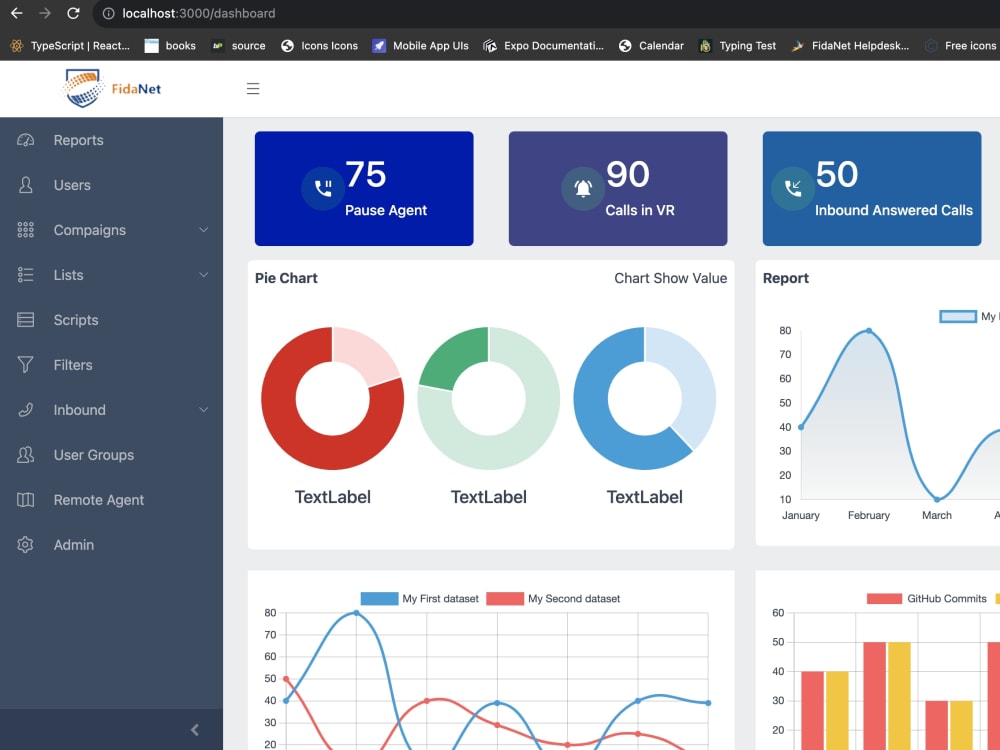 localhost:3000/dashboard
TypeScript | React...
books
source
Icons Icons
Mobile App UIs
Expo Documentati...
Calendar
Typing Test
FidaNet Helpdesk...
Free icons
FidaNet
Reports
Users
Compaigns
Lists
Scripts
Filters
Inbound
User Groups
Remote Agent
Admin
75
Pause Agent
90
Calls in VR
50
Inbound Answered Calls
Pie Chart
Chart Show Value
TextLabel
TextLabel
TextLabel
Report
My
80
70
60
50
40
30
20
10
January
February
March
A
My First dataset
My Second dataset
80
70
60
50
40
30
20
GitHub Commits
60
50
40
30
20